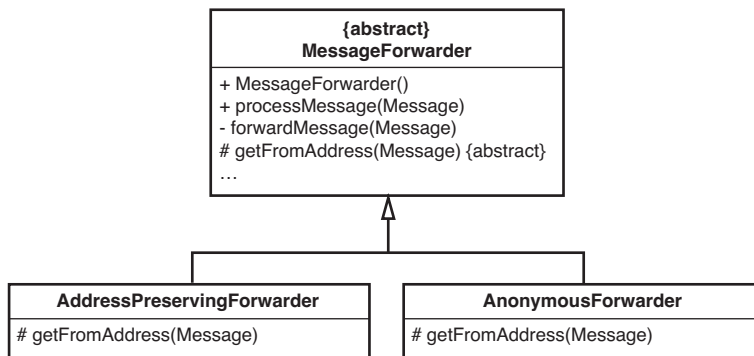 {abstract}
MessageForwarder
+ MessageForwarder()
+ processMessage(Message)
- forwardMessage(Message)
# getFromAddress(Message) {abstract}
…
AddressPreservingForwarder
# getFromAddress(Message)
AnonymousForwarder
# getFromAddress(Message)